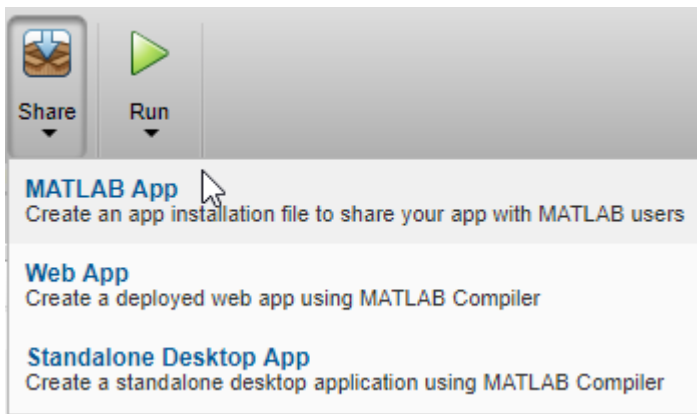 Share
Run
MATLAB App
Create an app installation file to share your app with MATLAB users
Web App
Create a deployed web app using MATLAB Compiler
Standalone Desktop App
Create a standalone desktop application using MATLAB Compiler